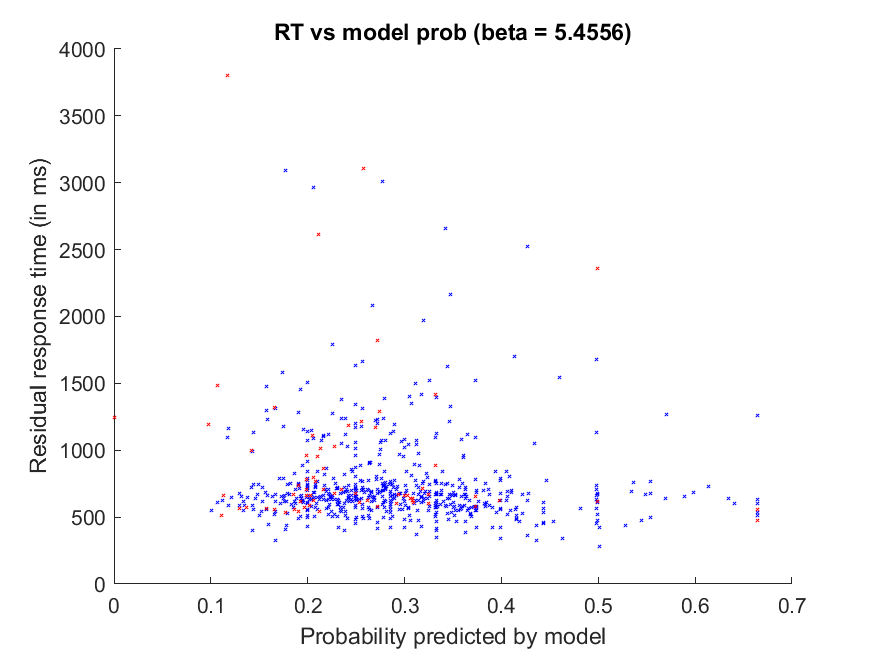 RT vs model prob (beta = 5.4556)
4000
3500
3000
2500
2000
1500
1000
500
0
Residual response time (in ms)
0 0.1 0.2 0.3 0.4 0.5 0.6 0.7
Probability predicted by model